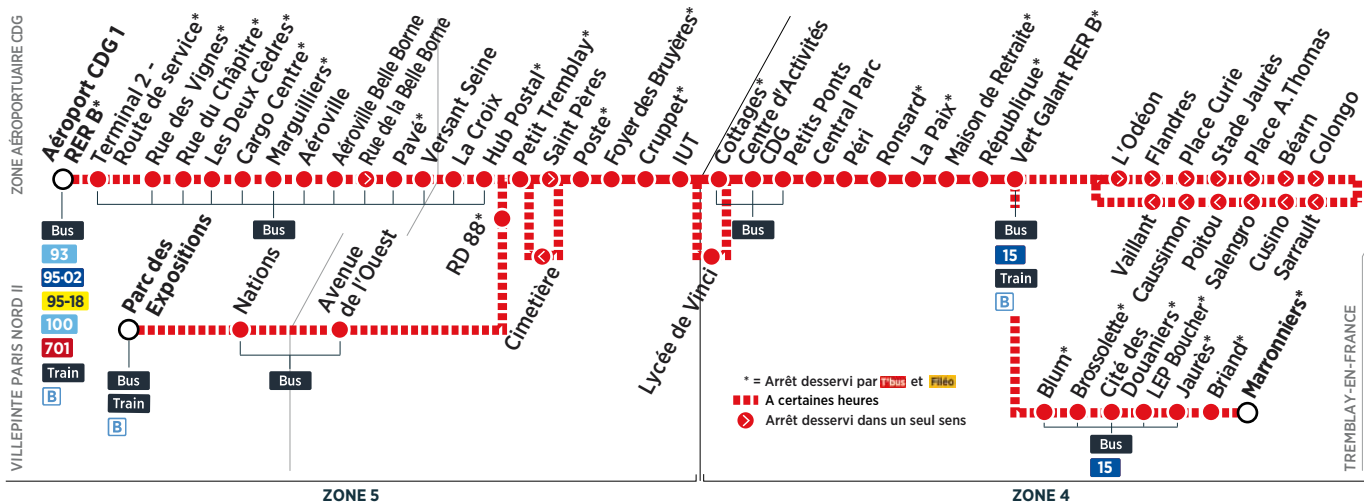 ZONE AÉROPORTUAIRE CDG
Aéroport CDG 1
RER B*
Terminal 2 -
Route de service*
Rue des Vignes*
Rue du Châpitre*
Les Deux Cèdres*
Cargo Centre*
Marguilliers*
Aéroville
Aéroville Belle Borne
Rue de la Belle Borne
Pavé*
Versant Seine
La Croix
Hub Postal*
Petit Tremblay*
Saint Pères
Poste*
Foyer des Bruyères*
Cruppet*
IUT
Cottages*
Centre d'Activités
CDG
Petits Ponts
Central Parc
Péri
Ronsard*
La Paix*
Maison de Retraite*
République*
Vert Galant RER B*
L'Odéon
Flandres
Place Curie
Stade Jaurès
Place A.Thomas
Béarn
Colongo
Bus
93
95-02
95-18
100
701
Train
B
Bus
RD 88*
Cimetière
Lycée de Vinci
Bus
Bus
15
Train
B
Vaillant
Caussimon
Poitou
Salengro
Cusino
Sarrault
VILLEPINTE PARIS NORD II
Parc des
Expositions
Nations
Avenue
de l'Ouest
Bus
Train
B
Bus
* = Arrêt desservi par T'bus et Filéo
A certaines heures
Arrêt desservi dans un seul sens
Blum*
Brossolette*
Cité des
Douaniers*
LEP Boucher*
Jaurès*
Briand*
Marronniers*
Bus
15
TREMBLAY-EN-FRANCE
ZONE 5
ZONE 4